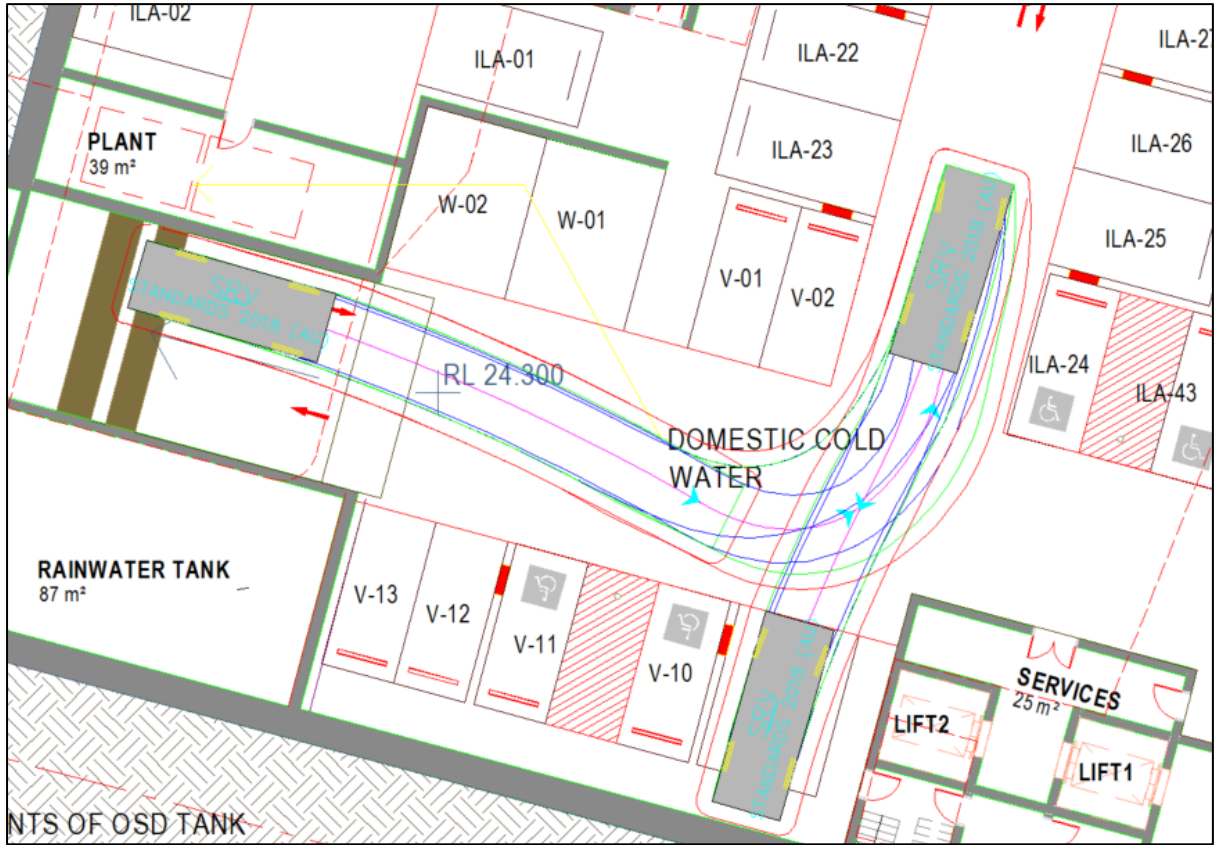 ILA-02
ILA-01
ILA-22
ILA-27
PLANT
39 m²
ILA-23
ILA-26
W-02
W-01
SRV
STANDARDS 2018 (AU)
ILA-25
V-01
V-02
SRV
STANDARDS 2018 (AU)
RL 24.300
ILA-24
ILA-43
DOMESTIC COLD
WATER
RAINWATER TANK
87 m²
V-13
V-12
V-11
V-10
SRV
STANDARDS 2018 (AU)
SERVICES
25 m²
LIFT2
LIFT1
NTS OF OSD TANK